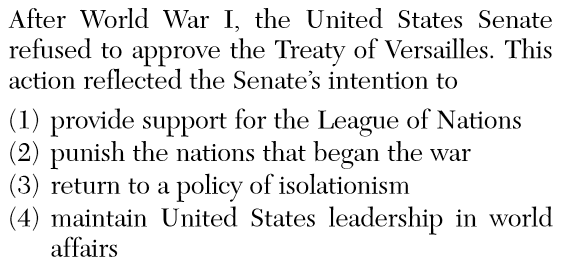 After World War I, the United States Senate
refused to approve the Treaty of Versailles. This
action reflected the Senate’s intention to
(1) provide support for the League of Nations
(2) punish the nations that began the war
(3) return to a policy of isolationism
(4) maintain United States leadership in world
affairs